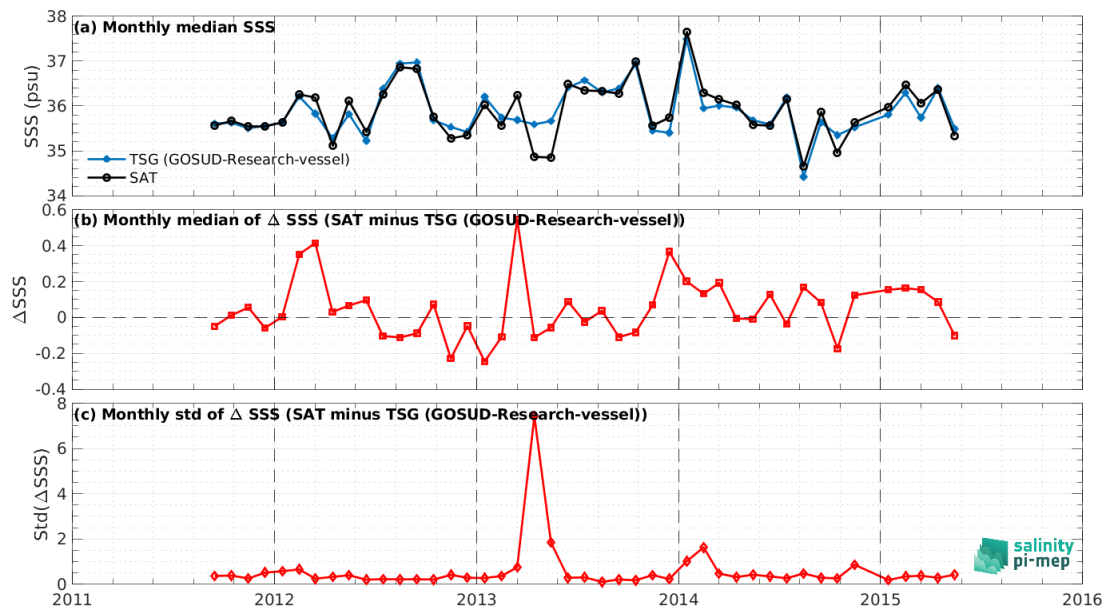 (a) Monthly median SSS
38
37
36
35
34
SSS (psu)
TSG (GOSUD-Research-vessel)
SAT
(b) Monthly median of Δ SSS (SAT minus TSG (GOSUD-Research-vessel))
0.6
0.4
0.2
0
-0.2
-0.4
ΔSSS
(c) Monthly std of Δ SSS (SAT minus TSG (GOSUD-Research-vessel))
8
6
4
2
0
Std(ΔSSS)
salinity
pi-mep
2011 2012 2013 2014 2015 2016